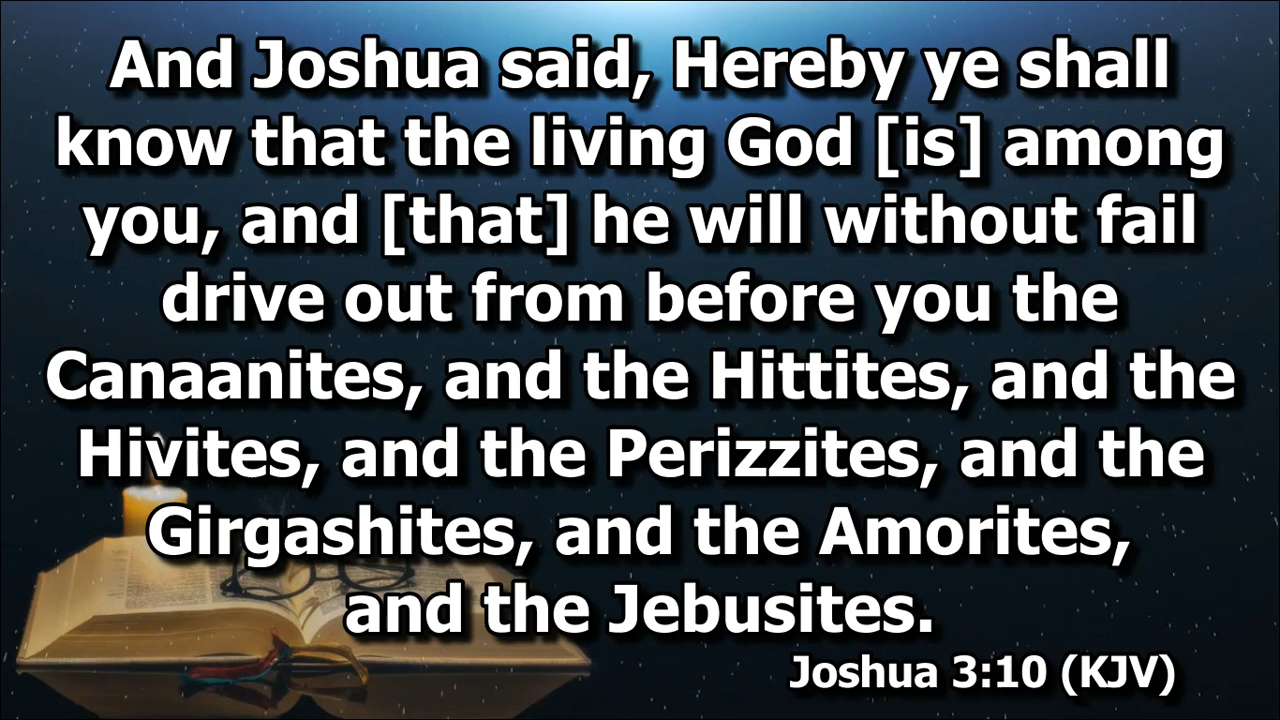 And Joshua said, Hereby ye shall
know that the living God [is] among
you, and [that] he will without fail
drive out from before you the
Canaanites, and the Hittites, and the
Hivites, and the Perizzites, and the
Girgashites, and the Amorites,
and the Jebusites.
Joshua 3:10 (KJV)